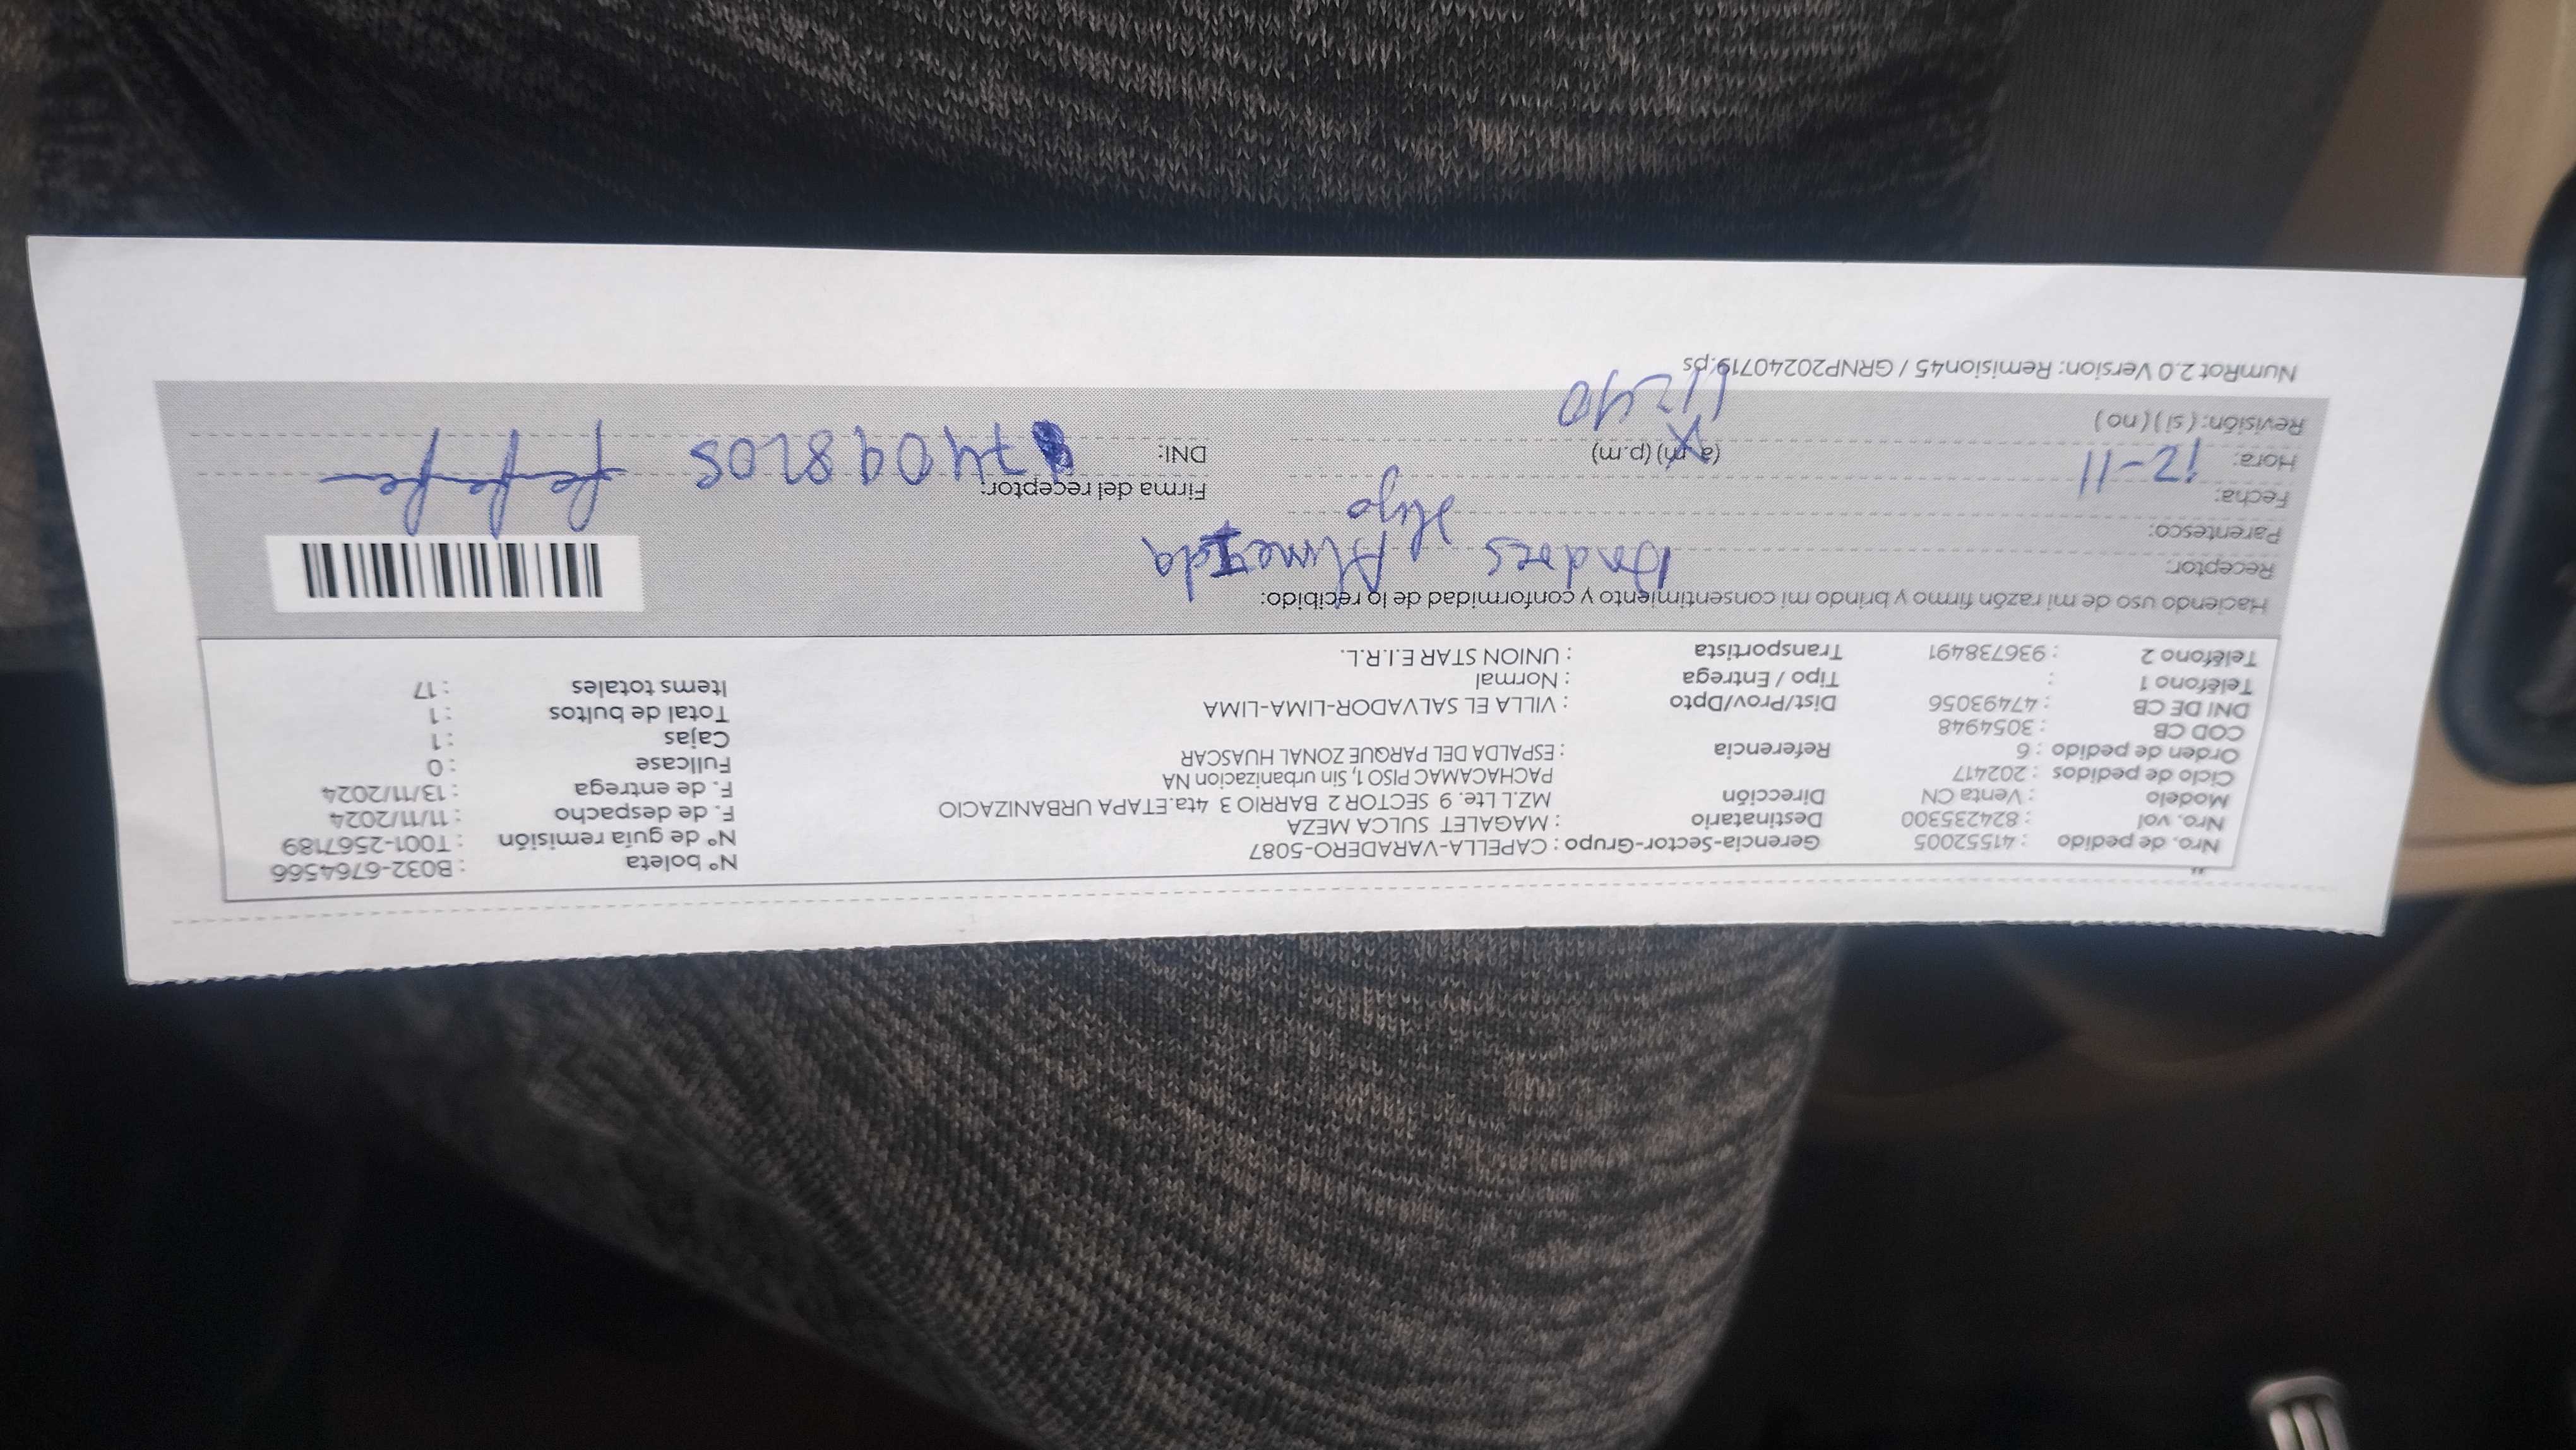 Nro. de pedido : 41552005 Gerencia-Sector-Grupo : CAPELLA-VARADERO-5087 N° boleta : B032-6764566
Nro. vol : 824235300 Destinatario : MAGALET SULCA MEZA N° de guía remisión : T001-2567189
Modelo : Venta CN Dirección MZ.L Lte. 9 SECTOR 2 BARRIO 3 4ta.ETAPA URBANIZACIO F. de despacho : 11/11/2024
Ciclo de pedidos : 202417 PACHACAMAC PISO 1, Sin urbanizacion NA F. de entrega : 13/11/2024
Orden de pedido : 6 Referencia : ESPALDA DEL PARQUE ZONAL HUASCAR Fullcase : 0
COD CB : 3054948 Cajas : 1
DNI DE CB : 47493056 Dist/Prov/Dpto : VILLA EL SALVADOR-LIMA-LIMA Total de bultos : 1
Teléfono 1 : Tipo / Entrega : Normal Items totales : 17
Teléfono 2 : 936738491 Transportista : UNION STAR E.I.R.L.
Haciendo uso de mi razón firmo y brindo mi consentimiento y conformidad de lo recibido:
Receptor: Andres Almeida
Parentesco: Hijo
Fecha: 12-11 Firma del receptor:
Hora: (a.m) (p.m) DNI: 74098205
Revisión: (si) (no) 11:40
NumRot 2.0 Version: Remision45 / GRNP20240719.ps